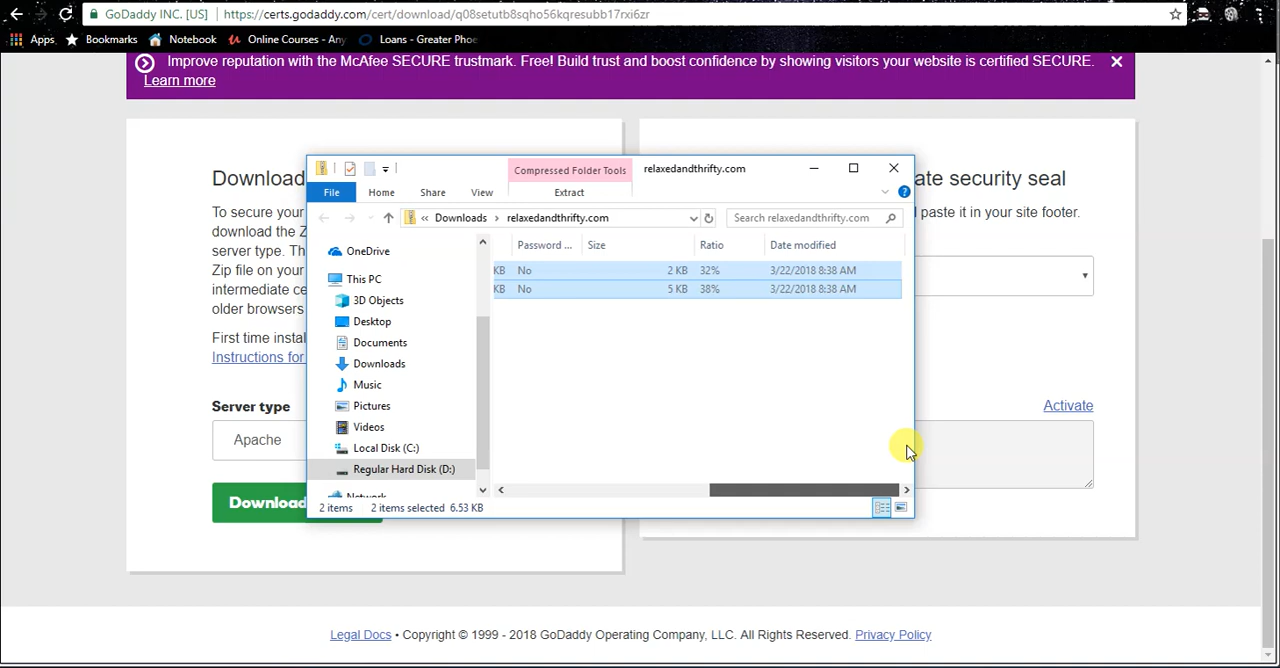 GoDaddy INC. [US] https://certs.godaddy.com/cert/download/q08setutb8sqho56kqresubb17rxi6zr
Apps Bookmarks Notebook Online Courses - Any Loans - Greater Phoe
Improve reputation with the McAfee SECURE trustmark. Free! Build trust and boost confidence by showing visitors your website is certified SECURE.
Learn more
Download
To secure your
download the Z
server type. Th
Zip file on your
intermediate ce
older browsers
First time instal
Instructions for
Server type
Apache
Download
Compressed Folder Tools relaxedandthrifty.com
File Home Share View Extract
« Downloads relaxedandthrifty.com Search relaxedandthrifty.com
OneDrive
This PC
3D Objects
Desktop
Documents
Downloads
Music
Pictures
Videos
Local Disk (C:)
Regular Hard Disk (D:)
Network
Password ... Size Ratio Date modified
KB No 2 KB 32% 3/22/2018 8:38 AM
KB No 5 KB 38% 3/22/2018 8:38 AM
2 items 2 items selected 6.53 KB
ate security seal
paste it in your site footer.
Activate
Legal Docs • Copyright © 1999 - 2018 GoDaddy Operating Company, LLC. All Rights Reserved. Privacy Policy